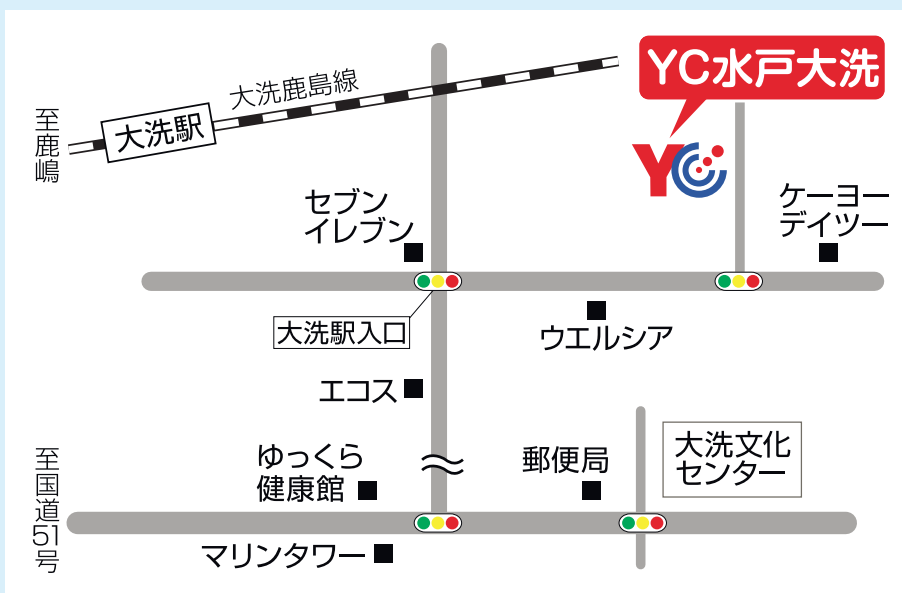 YC水戸大洗
大洗鹿島線
大洗駅
至鹿嶋
YC
セブン
イレブン
ケーヨー
デイツー
大洗駅入口
ウエルシア
エコス
大洗文化
センター
ゆっくら
健康館
郵便局
至国道51号
マリンタワー